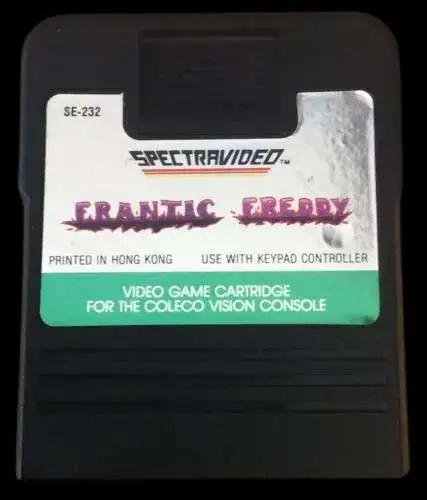 SE-232
SPECTRAVIDEO™
FRANTIC FREDDY
PRINTED IN HONG KONG USE WITH KEYPAD CONTROLLER
VIDEO GAME CARTRIDGE
FOR THE COLECO VISION CONSOLE